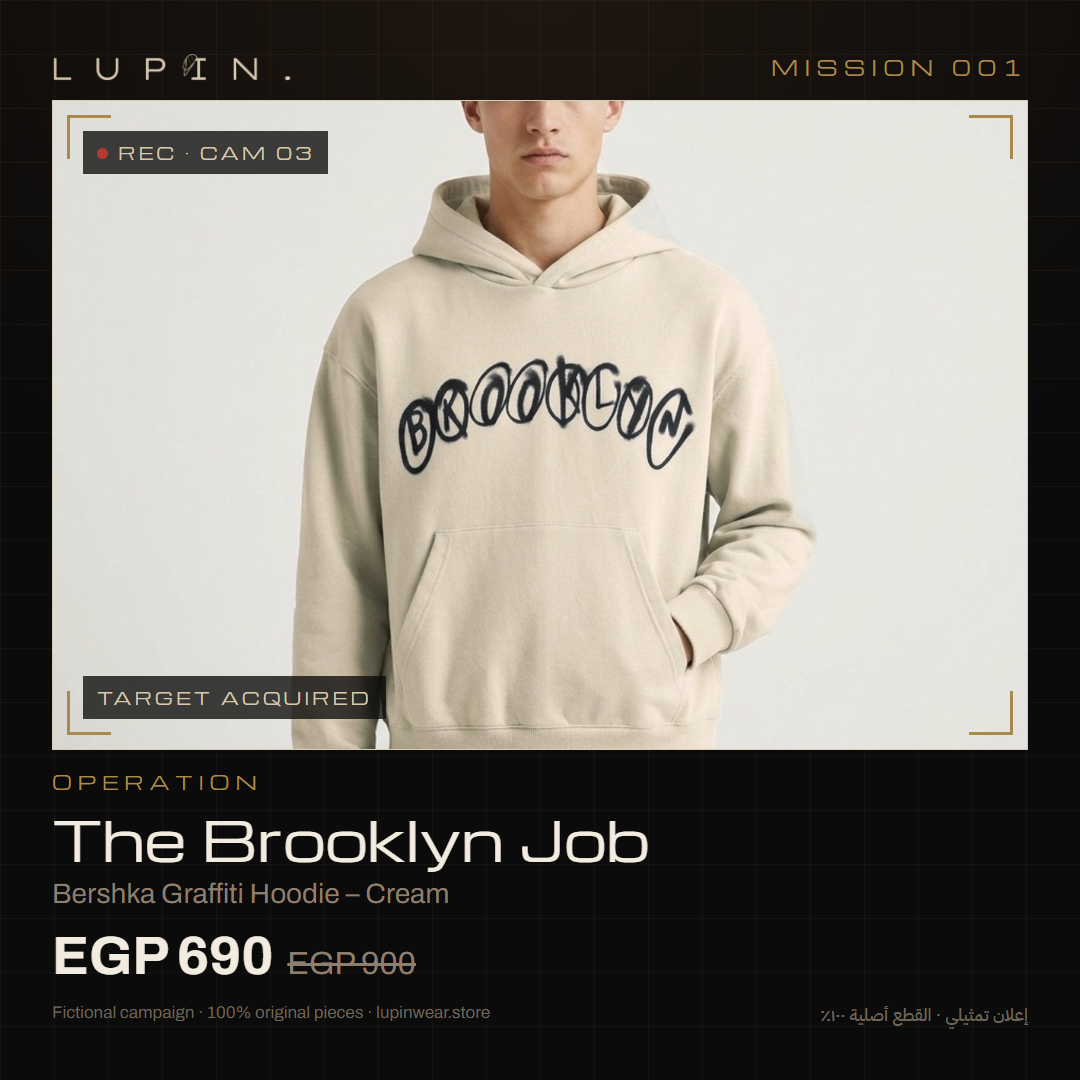 LUPIN.
MISSION 001
REC · CAM 03
BROOKLYN
TARGET ACQUIRED
OPERATION
The Brooklyn Job
Bershka Graffiti Hoodie – Cream
EGP 690 EGP 900
Fictional campaign · 100% original pieces · lupinwear.store
إعلان تمثيلي · القطع أصلية ١٠٠٪